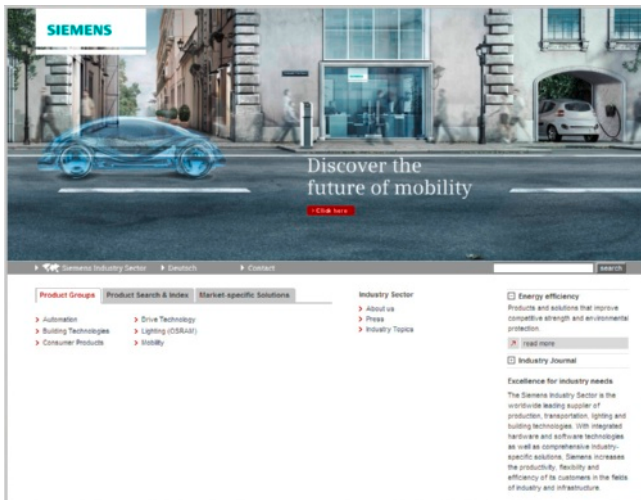 SIEMENS
Discover the
future of mobility
Click here
Siemens Industry Sector Deutsch Contact
search
Product Groups Product Search & Index Market-specific Solutions
Automation
Building Technologies
Consumer Products
Drive Technology
Lighting (OSRAM)
Mobility
Industry Sector
About us
Press
Industry Topics
Energy efficiency
Products and solutions that improve
competitive strength and environmental
protection.
read more
Industry Journal
Excellence for industry needs
The Siemens Industry Sector is the
worldwide leading supplier of
production, transportation, lighting and
building technologies. With integrated
hardware and software technologies
as well as comprehensive industry-
specific solutions, Siemens increases
the productivity, flexibility and
efficiency of its customers in the fields
of industry and infrastructure.